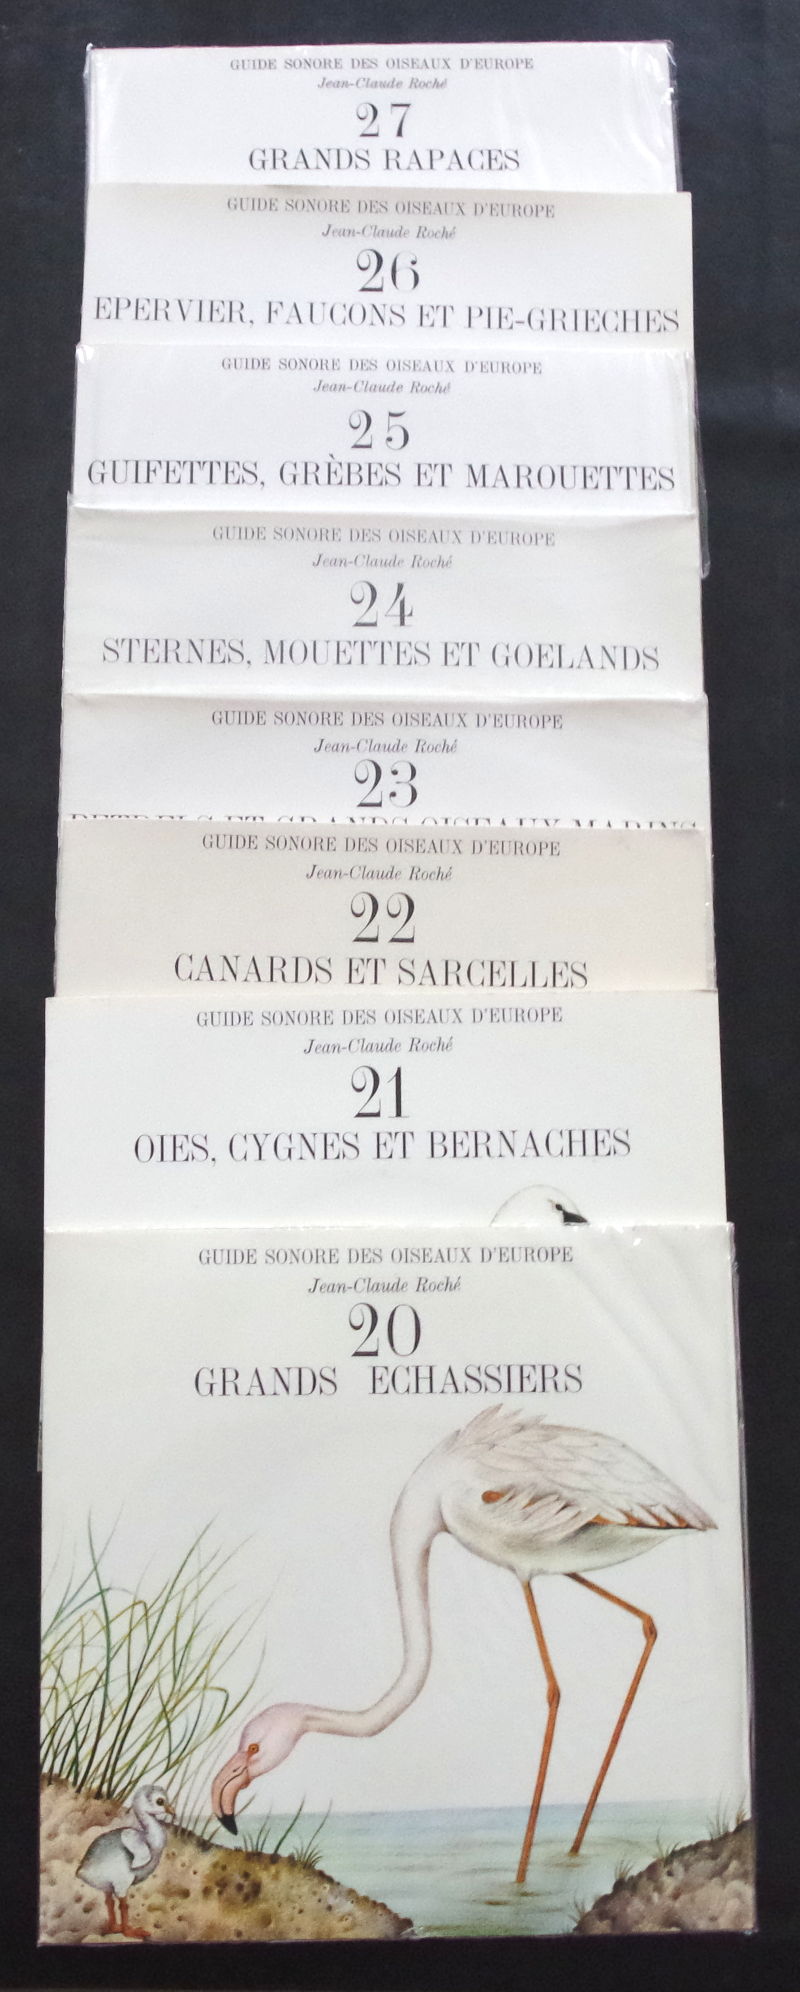 GUIDE SONORE DES OISEAUX D'EUROPE
Jean-Claude Roché
27
GRANDS RAPACES
GUIDE SONORE DES OISEAUX D'EUROPE
Jean-Claude Roché
26
EPERVIER, FAUCONS ET PIE-GRIECHES
GUIDE SONORE DES OISEAUX D'EUROPE
Jean-Claude Roché
25
GUIFETTES, GRÈBES ET MAROUETTES
GUIDE SONORE DES OISEAUX D'EUROPE
Jean-Claude Roché
24
STERNES, MOUETTES ET GOELANDS
GUIDE SONORE DES OISEAUX D'EUROPE
Jean-Claude Roché
23
PETRELS ET GRANDS OISEAUX MARINS
GUIDE SONORE DES OISEAUX D'EUROPE
Jean-Claude Roché
22
CANARDS ET SARCELLES
GUIDE SONORE DES OISEAUX D'EUROPE
Jean-Claude Roché
21
OIES, CYGNES ET BERNACHES
GUIDE SONORE DES OISEAUX D'EUROPE
Jean-Claude Roché
20
GRANDS ECHASSIERS